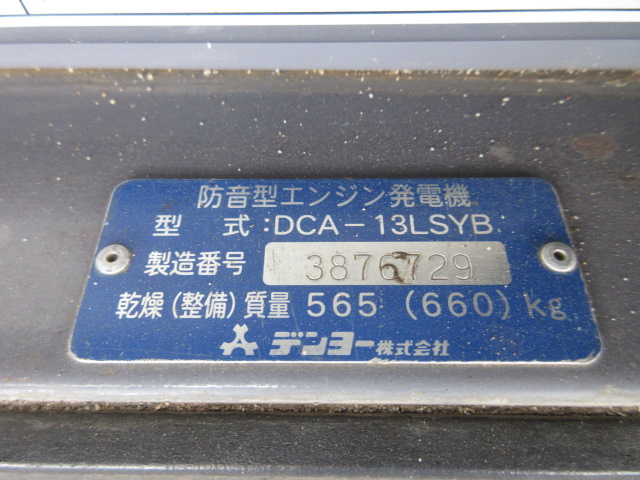 防音型エンジン発電機
型 式:DCA-13LSYB
製造番号 3876729
乾燥(整備)質量 565 (660)kg
デンヨー株式会社